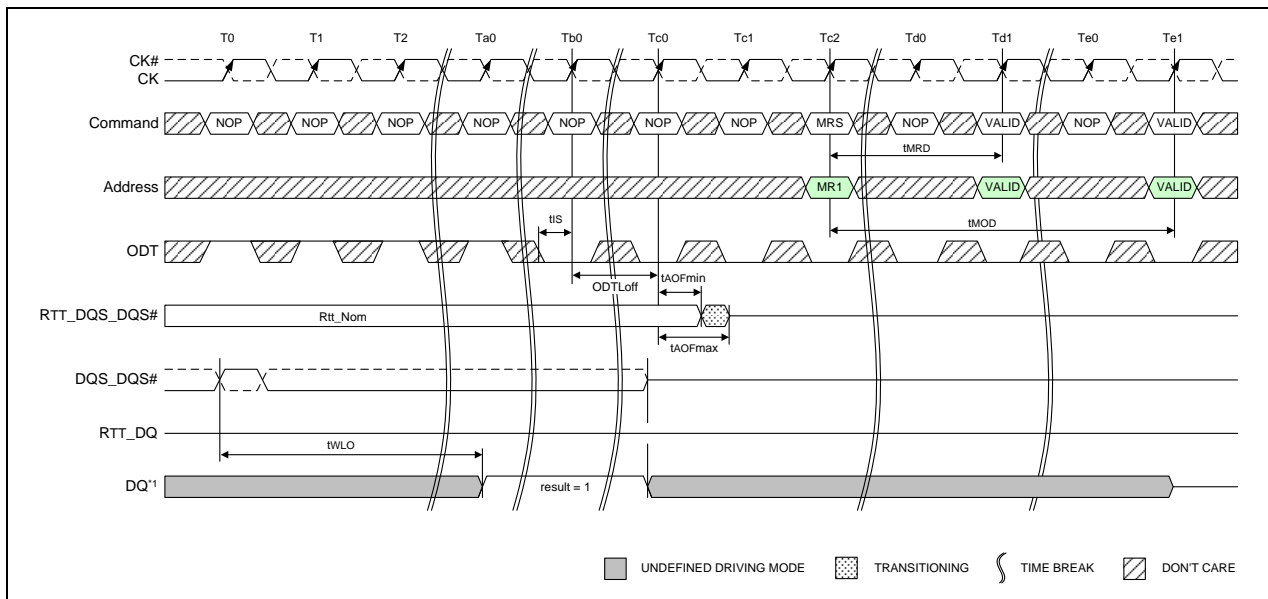 T0 T1 T2 Ta0 Tb0 Tc0 Tc1 Tc2 Td0 Td1 Te0 Te1
CK#
CK
Command NOP NOP NOP NOP NOP NOP NOP MRS NOP VALID NOP VALID
tMRD
Address MR1 VALID VALID
tIS tMOD
ODT
tAOFmin
ODTLoff
RTT_DQS_DQS# Rtt_Nom
tAOFmax
DQS_DQS#
RTT_DQ
tWLO
DQ*1 result = 1
UNDEFINED DRIVING MODE TRANSITIONING TIME BREAK DON'T CARE